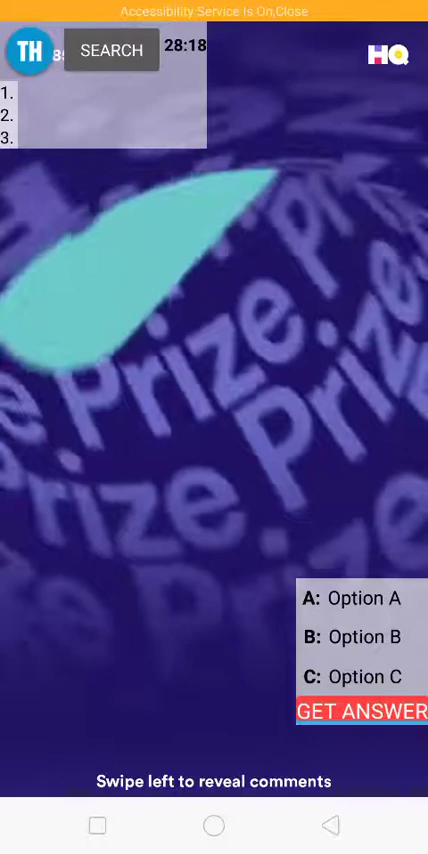 Accessibility Service Is On,Close
TH
SEARCH
28:18
HQ
1.
2.
3.
Prize.
Prize.
Prize.
Prize
A: Option A
B: Option B
C: Option C
GET ANSWER
Swipe left to reveal comments